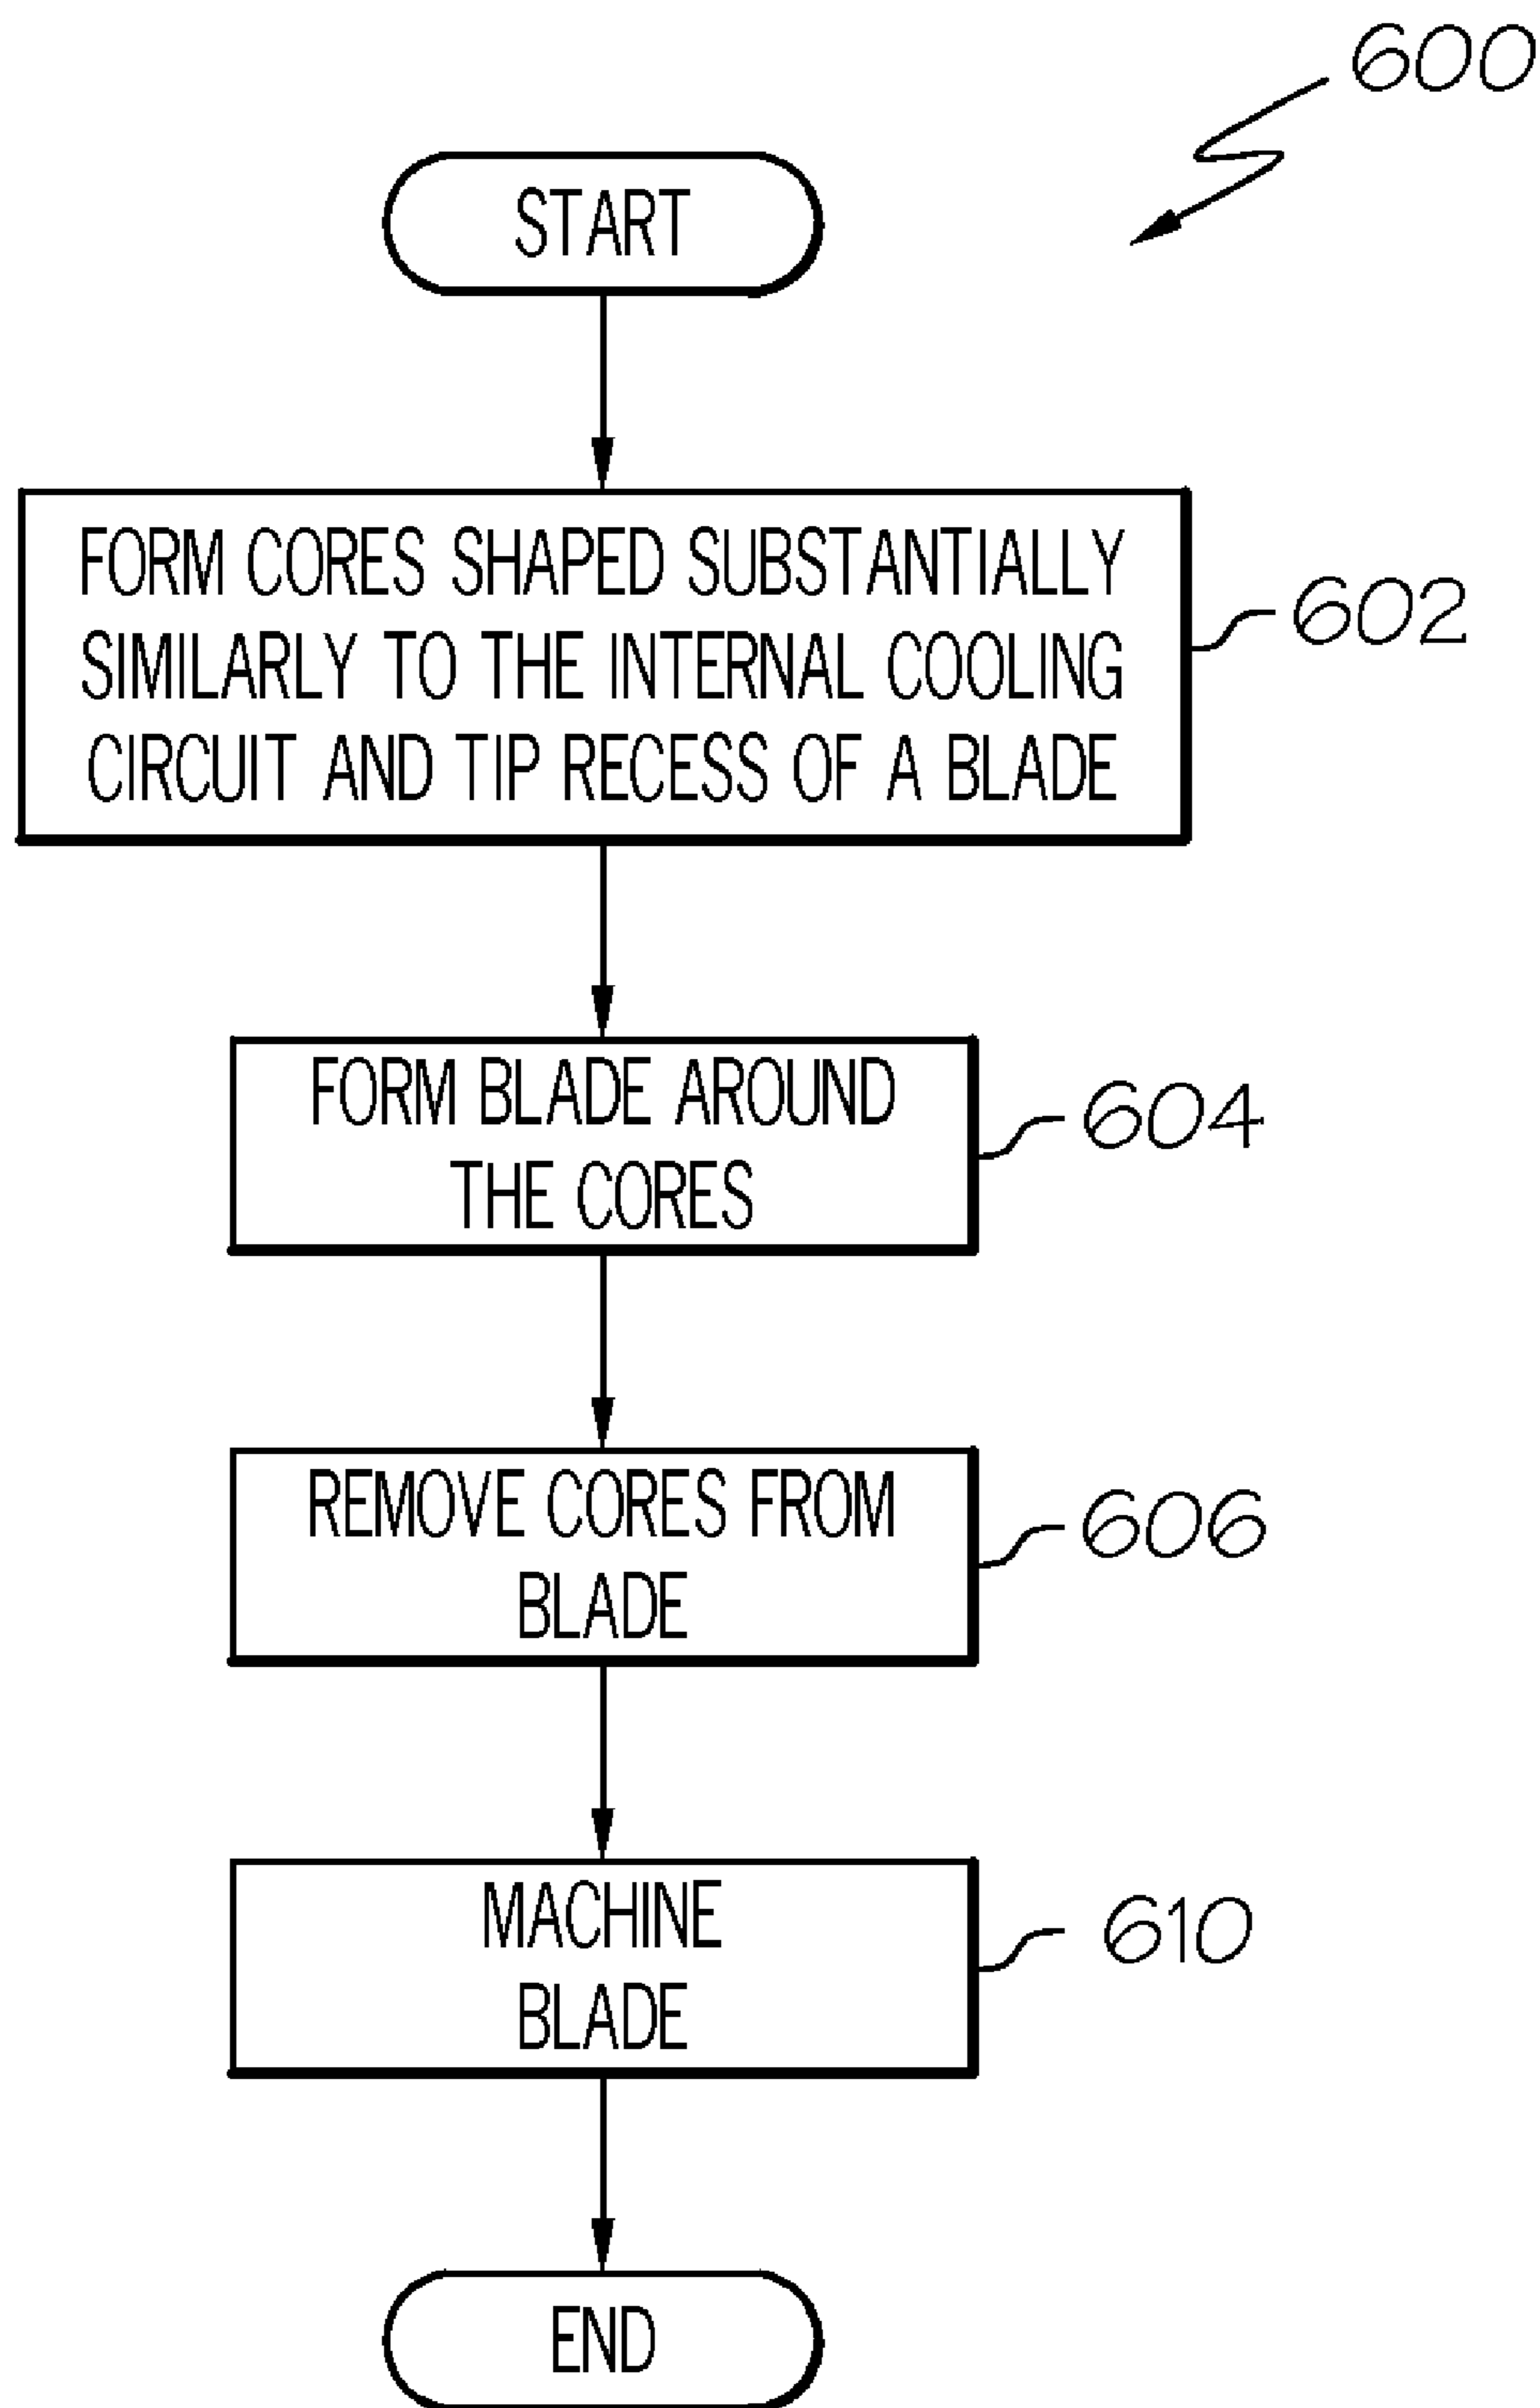 600
START
FORM CORES SHAPED SUBSTANTIALLY
SIMILARLY TO THE INTERNAL COOLING
CIRCUIT AND TIP RECESS OF A BLADE
602
FORM BLADE AROUND
THE CORES
604
REMOVE CORES FROM
BLADE
606
MACHINE
BLADE
610
END